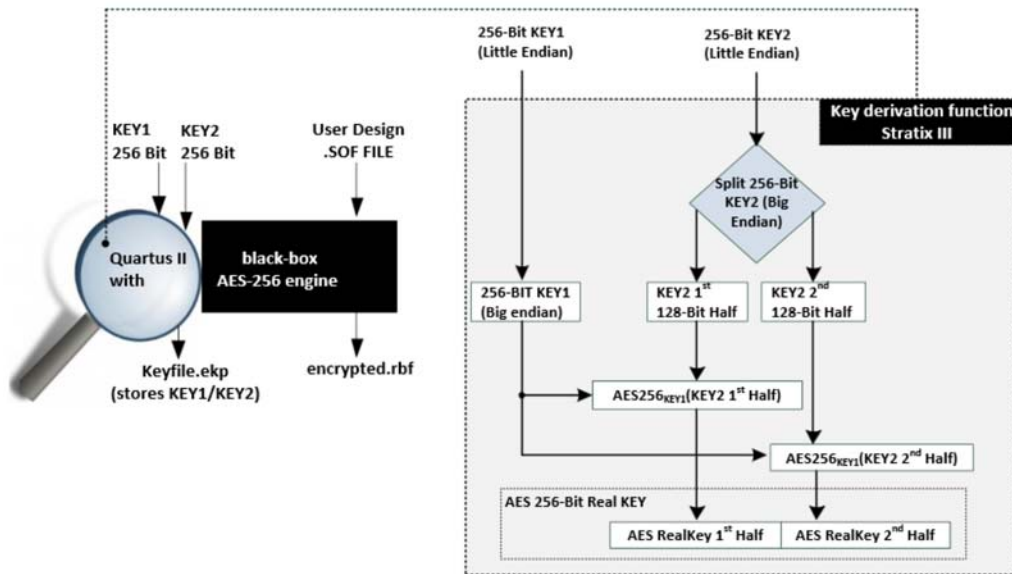 KEY1
256 Bit
KEY2
256 Bit
User Design
.SOF FILE
Quartus II
with
black-box
AES-256 engine
Keyfile.ekp
(stores KEY1/KEY2)
encrypted.rbf
256-Bit KEY1
(Little Endian)
256-Bit KEY2
(Little Endian)
Key derivation function
Stratix III
Split 256-Bit
KEY2 (Big
Endian)
256-BIT KEY1
(Big endian)
KEY2 1st
128-Bit Half
KEY2 2nd
128-Bit Half
AES256KEY1(KEY2 1st Half)
AES256KEY1(KEY2 2nd Half)
AES 256-Bit Real KEY
AES RealKey 1st Half
AES RealKey 2nd Half